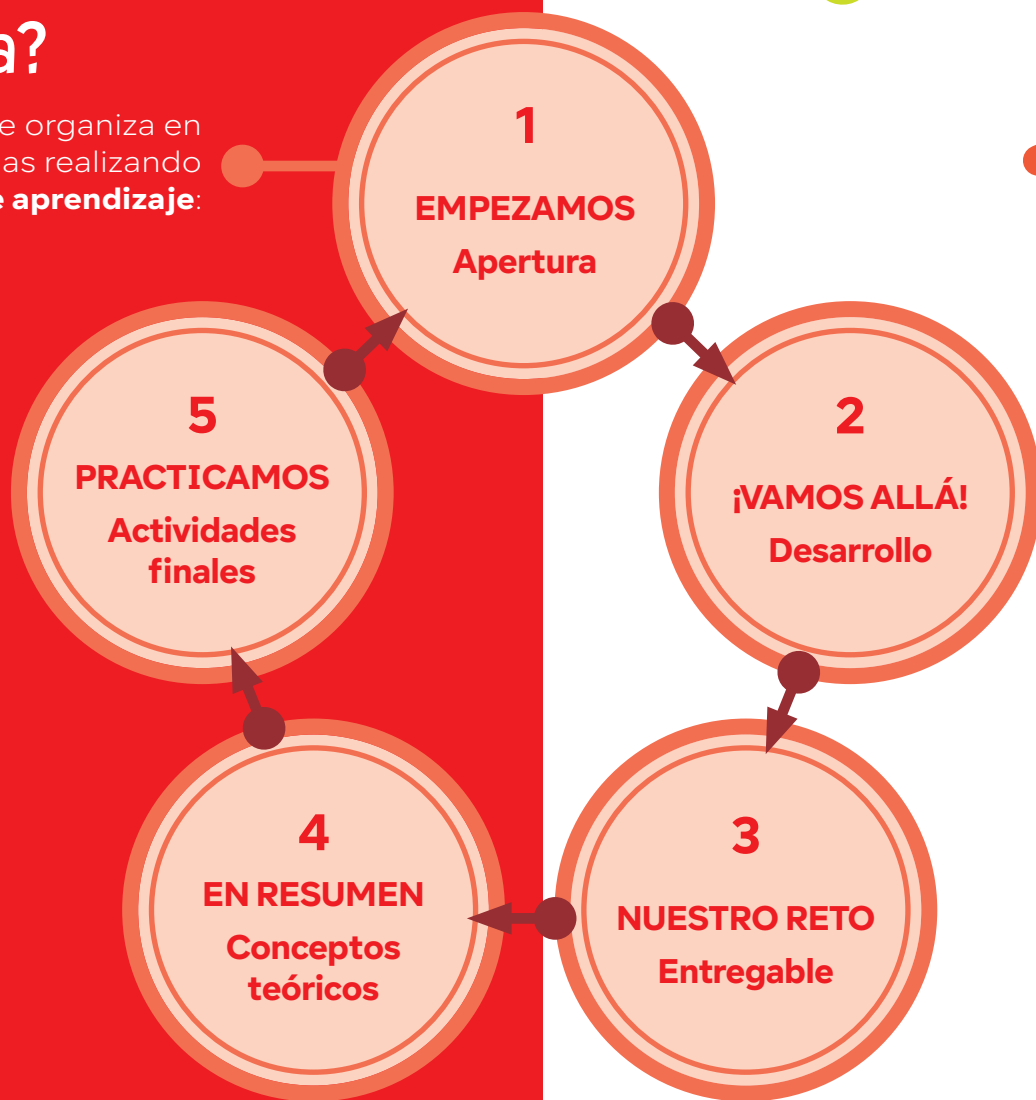 a?
e organiza en
as realizando
e aprendizaje:
1
EMPEZAMOS
Apertura
2
¡VAMOS ALLÁ!
Desarrollo
3
NUESTRO RETO
Entregable
4
EN RESUMEN
Conceptos
teóricos
5
PRACTICAMOS
Actividades
finales